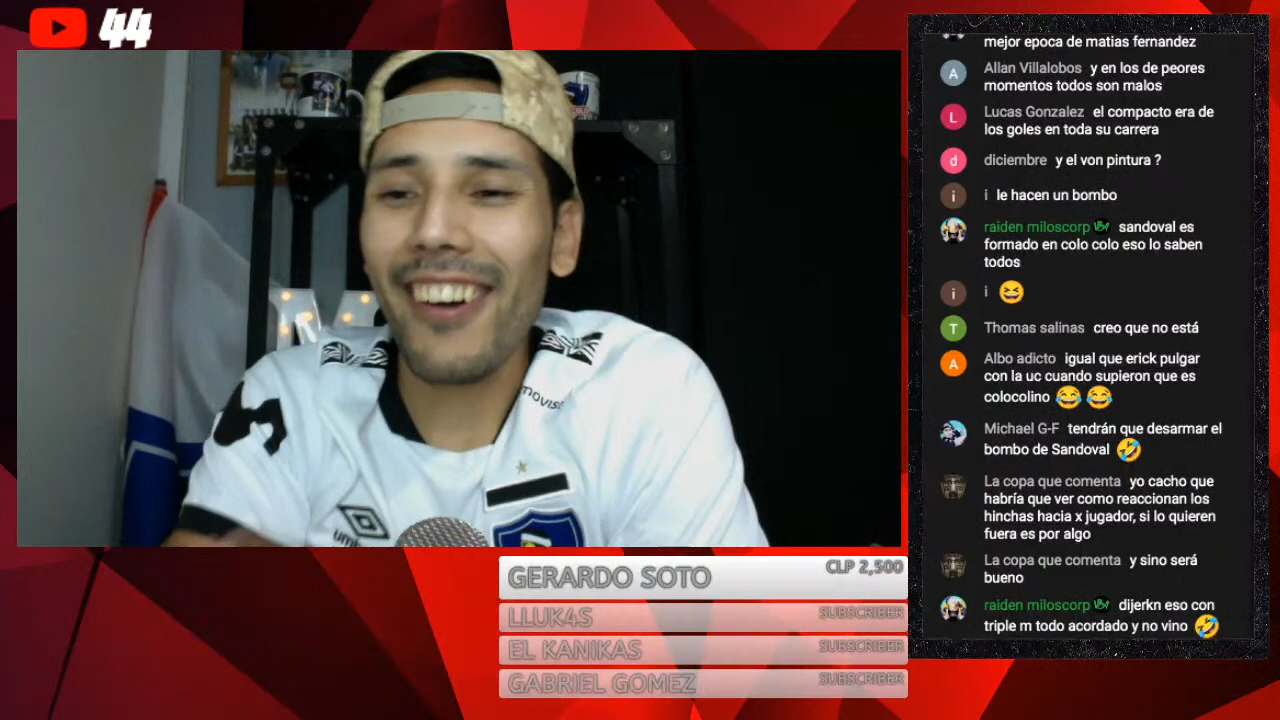 44
movis
umb
GERARDO SOTO
CLP 2,500
LLUK4S
SUBSCRIBER
EL KANIKAS
SUBSCRIBER
GABRIEL GOMEZ
SUBSCRIBER
mejor epoca de matias fernandez
A Allan Villalobos y en los de peores
momentos todos son malos
L Lucas Gonzalez el compacto era de
los goles en toda su carrera
d diciembre y el von pintura ?
i i le hacen un bombo
raiden miloscorp sandoval es
formado en colo colo eso lo saben
todos
i i 😆
T Thomas salinas creo que no está
A Albo adicto igual que erick pulgar
con la uc cuando supieron que es
colocolino 😂 😂
Michael G-F tendrán que desarmar el
bombo de Sandoval 🤣
La copa que comenta yo cacho que
habría que ver como reaccionan los
hinchas hacia x jugador, si lo quieren
fuera es por algo
La copa que comenta y sino será
bueno
raiden miloscorp dijerkn eso con
triple m todo acordado y no vino 🤣